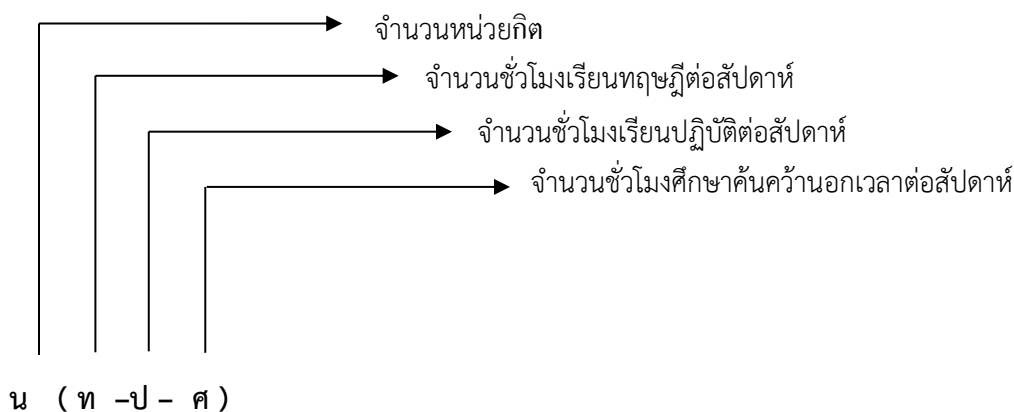 จำนวนหน่วยกิต
จำนวนชั่วโมงเรียนทฤษฎีต่อสัปดาห์
จำนวนชั่วโมงเรียนปฏิบัติต่อสัปดาห์
จำนวนชั่วโมงศึกษาค้นคว้านอกเวลาต่อสัปดาห์
น ( ท –ป – ศ )